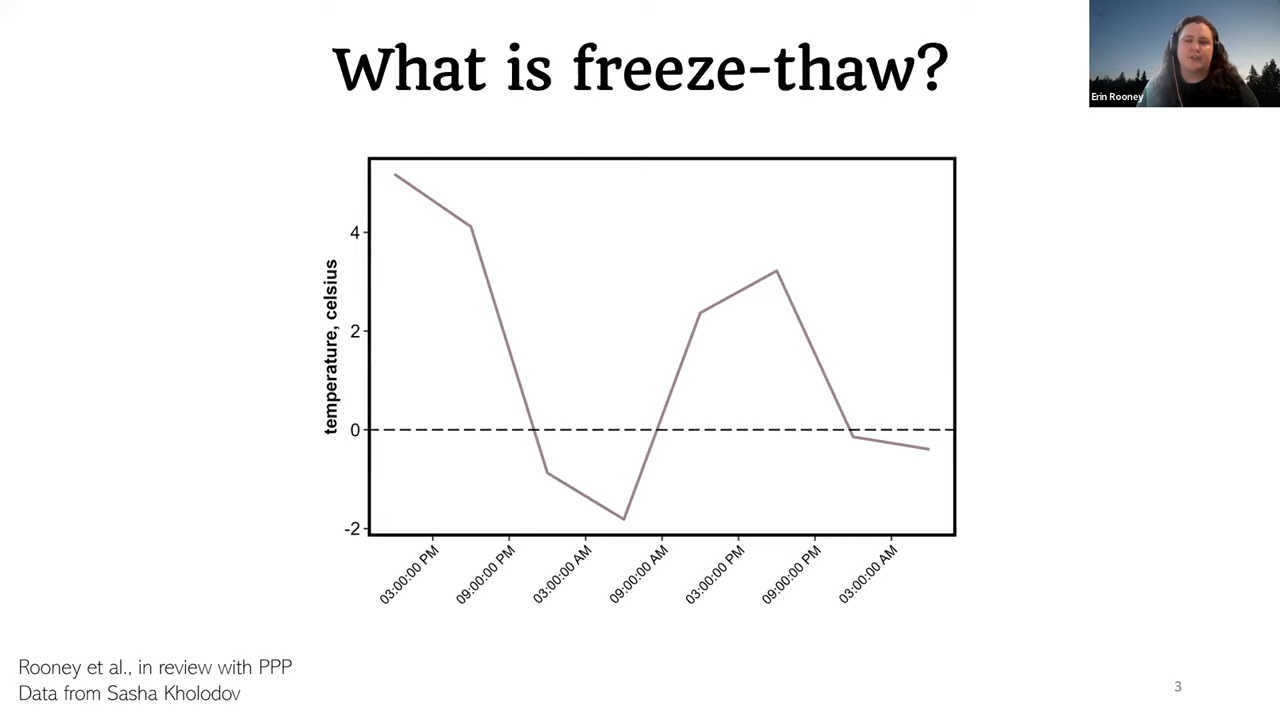 What is freeze-thaw?
Erin Rooney
temperature, celsius
4
2
0
-2
03:00:00 PM
09:00:00 PM
03:00:00 AM
09:00:00 AM
03:00:00 PM
09:00:00 PM
03:00:00 AM
Rooney et al., in review with PPP
Data from Sasha Kholodov
3